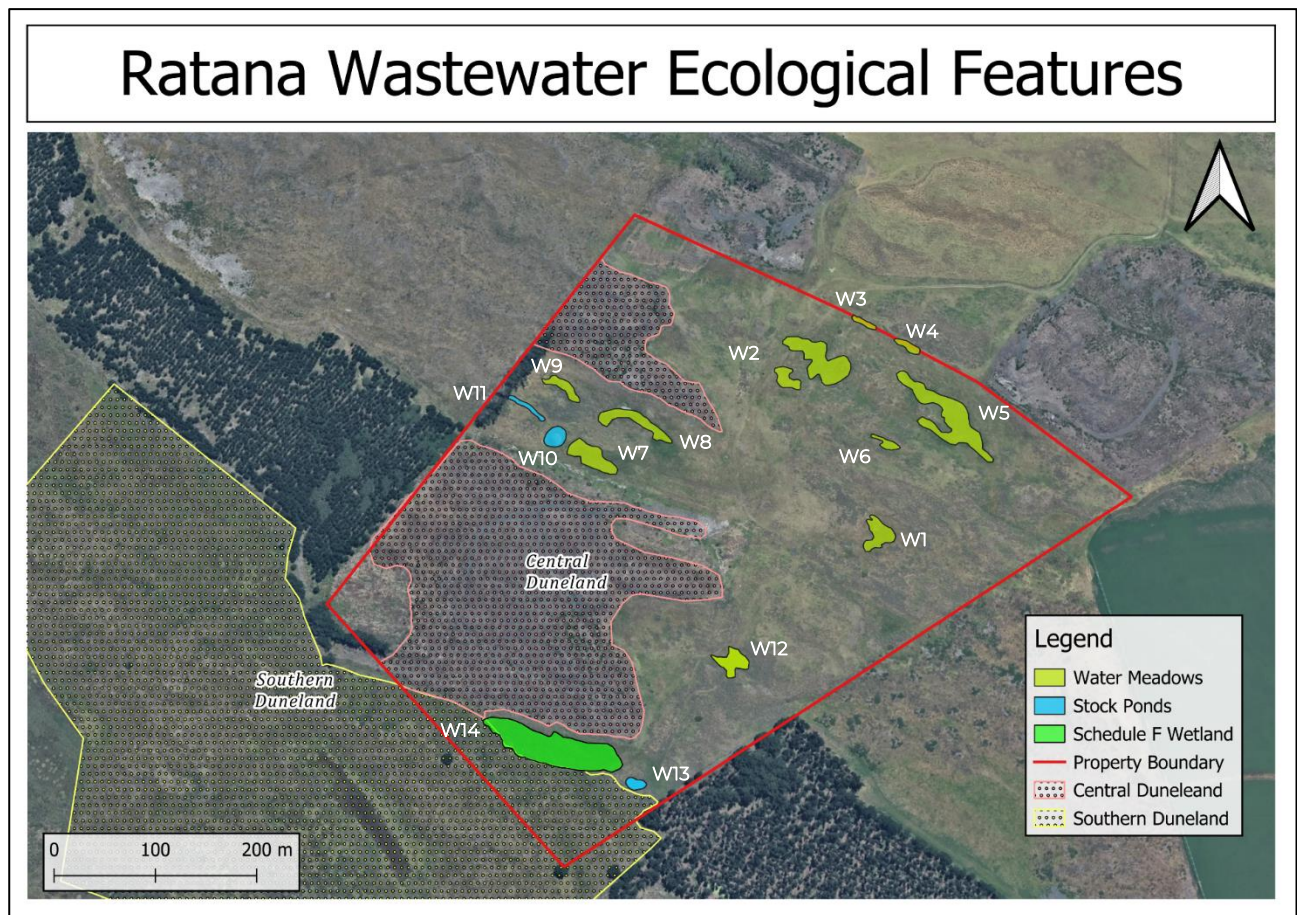 Ratana Wastewater Ecological Features
W3
W4
W2
W9
W11
W5
W8
W6
W7
W10
W1
Central
Duneland
W12
Southern
Duneland
W14
W13
Legend
Water Meadows
Stock Ponds
Schedule F Wetland
Property Boundary
Central Duneleand
Southern Duneland
0 100 200 m